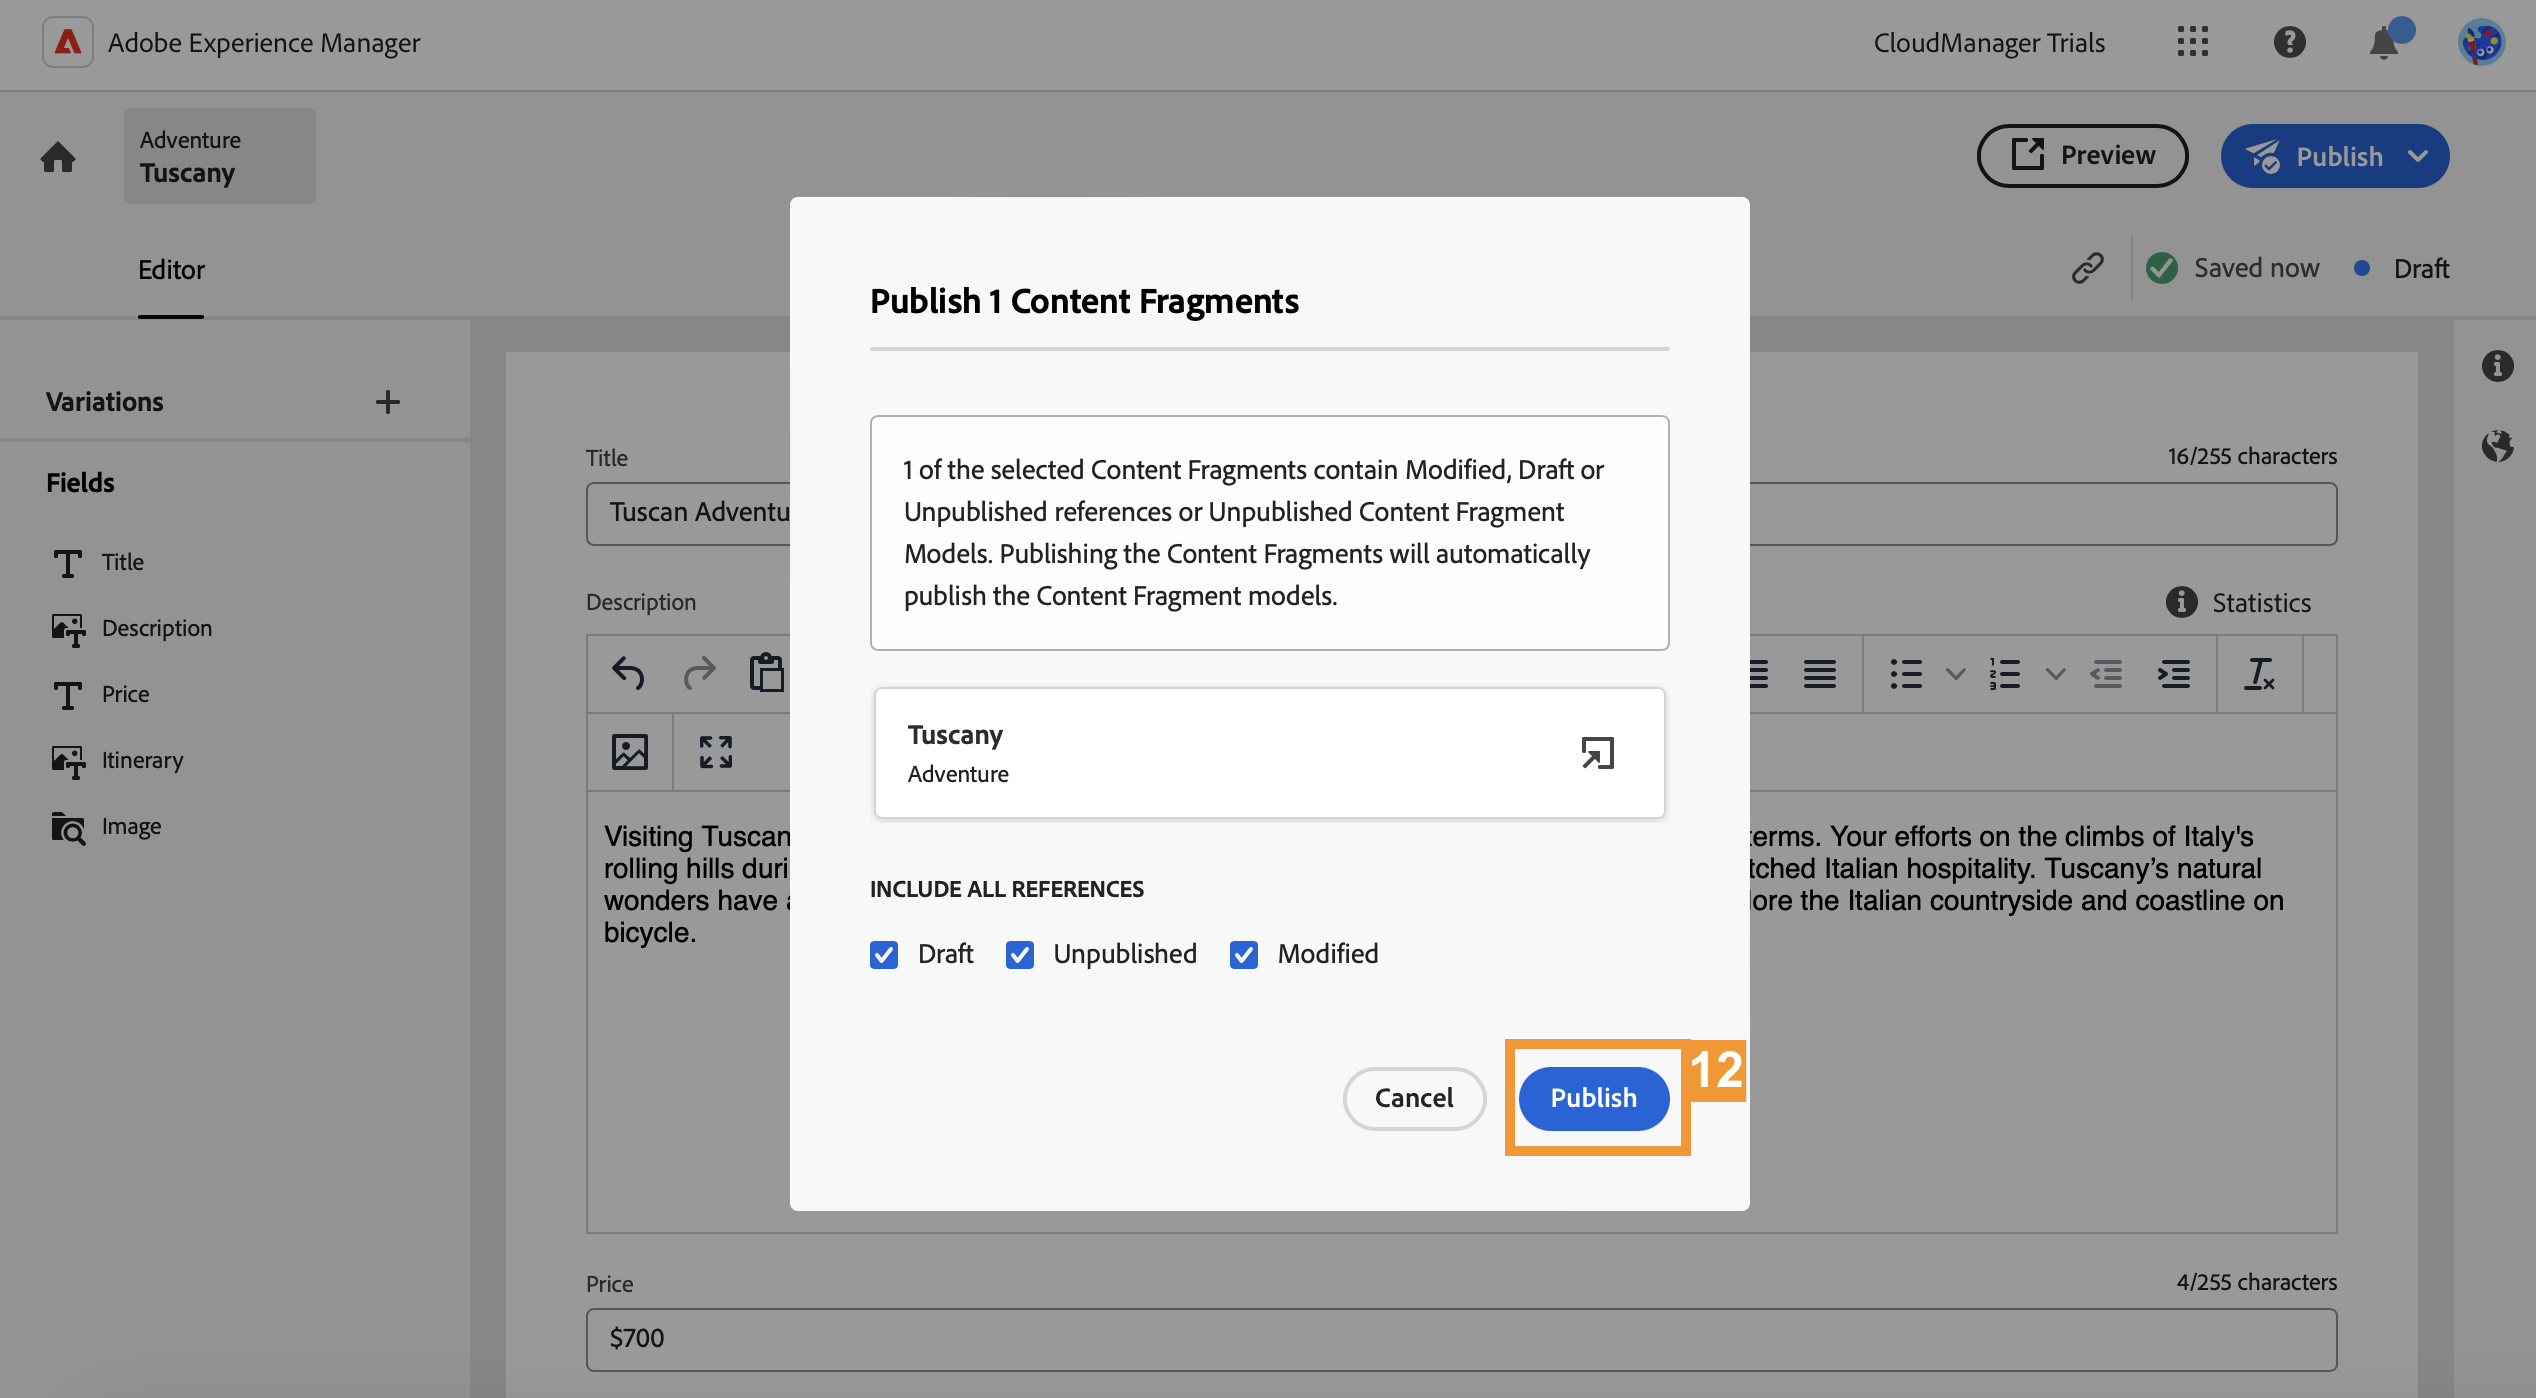 Adobe Experience Manager
CloudManager Trials
Adventure
Tuscany
Preview
Publish
Editor
Saved now
Draft
Variations
Fields
Title
Description
Price
Itinerary
Image
Title
16/255 characters
Tuscan Adventu
Description
Statistics
Visiting Tuscan
terms. Your efforts on the climbs of Italy's
rolling hills duri
tched Italian hospitality. Tuscany’s natural
wonders have
lore the Italian countryside and coastline on
bicycle.
Price
4/255 characters
$700
Publish 1 Content Fragments
1 of the selected Content Fragments contain Modified, Draft or
Unpublished references or Unpublished Content Fragment
Models. Publishing the Content Fragments will automatically
publish the Content Fragment models.
Tuscany
Adventure
INCLUDE ALL REFERENCES
Draft
Unpublished
Modified
Cancel
Publish
12